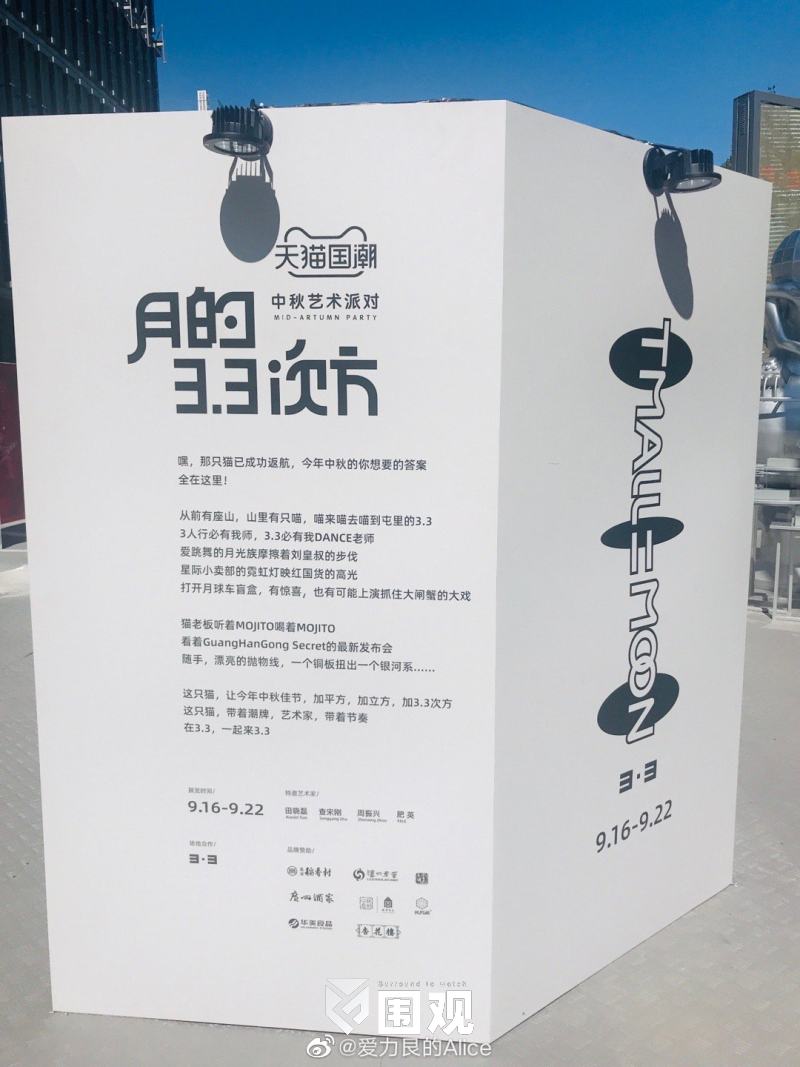 天猫国潮
中秋艺术派对
MID-ARTUMN PARTY
月的
3.3次方
嘿，那只猫已成功返航，今年中秋的你想要的答案
全在这里！
从前有座山，山里有只喵，喵来喵去喵到屯里的3.3
3人行必有我师，3.3必有我DANCE老师
爱跳舞的月光族摩擦着刘皇叔的步伐
星际小卖部的霓虹灯映红国货的高光
打开月球车盲盒，有惊喜，也有可能上演抓住大闸蟹的大戏
猫老板听着MOJITO喝着MOJITO
看着GuangHanGong Secret的最新发布会
随手，漂亮的抛物线，一个铜板扭出一个银河系……
这只猫，让今年中秋佳节，加平方，加立方，加3.3次方
这只猫，带着潮牌，艺术家，带着节奏
在3.3，一起来3.3
展览时间/
9.16-9.22
特邀艺术家/
田晓磊 查宋刚 周振兴 肥英
场地合作/
3·3
品牌赞助/
稻香村
泸州老窖
广州酒家
华美食品
杏花楼
TMALL E MOON
3·3
9.16-9.22
Surround to Watch
围观
@爱力良的Alice